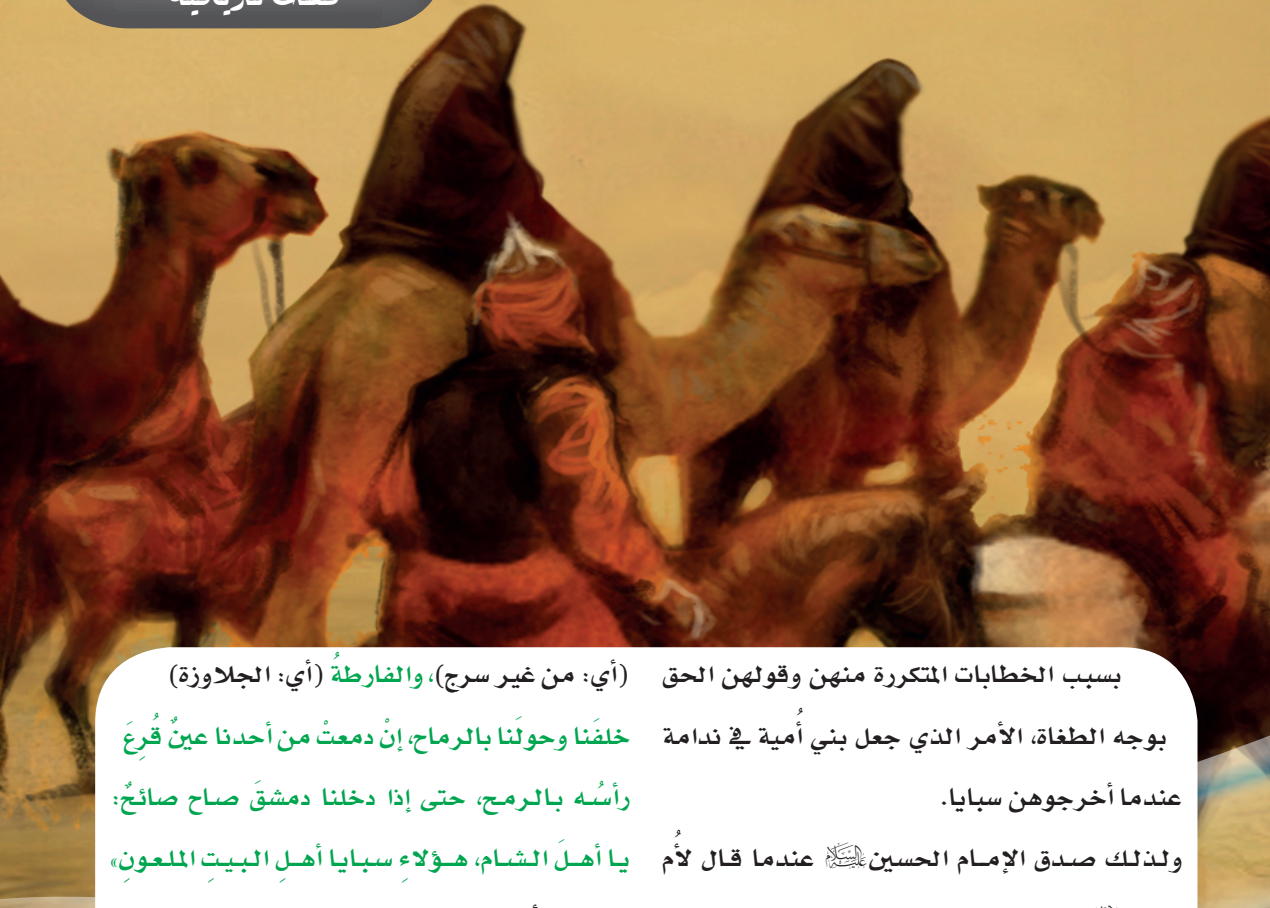 بسبب الخطابات المتكررة منهن وقولهن الحق
بوجه الطغاة، الأمر الذي جعل بني أُمية في ندامة
عندما أخرجوهن سبايا.
ولذلك صدق الإمام الحسين عليه السلام عندما قال لأُم
(أي: من غير سرج)، والفارطةُ (أي: الجلاوزة)
خلفَنا وحولَنا بالرماح، إنْ دمعتْ من أحدنا عينٌ قُرِعَ
رأسُه بالرمح، حتى إذا دخلنا دمشقَ صاح صائحٌ:
يا أهلَ الشام، هؤلاءِ سبايا أهلِ البيتِ الملعونِ»